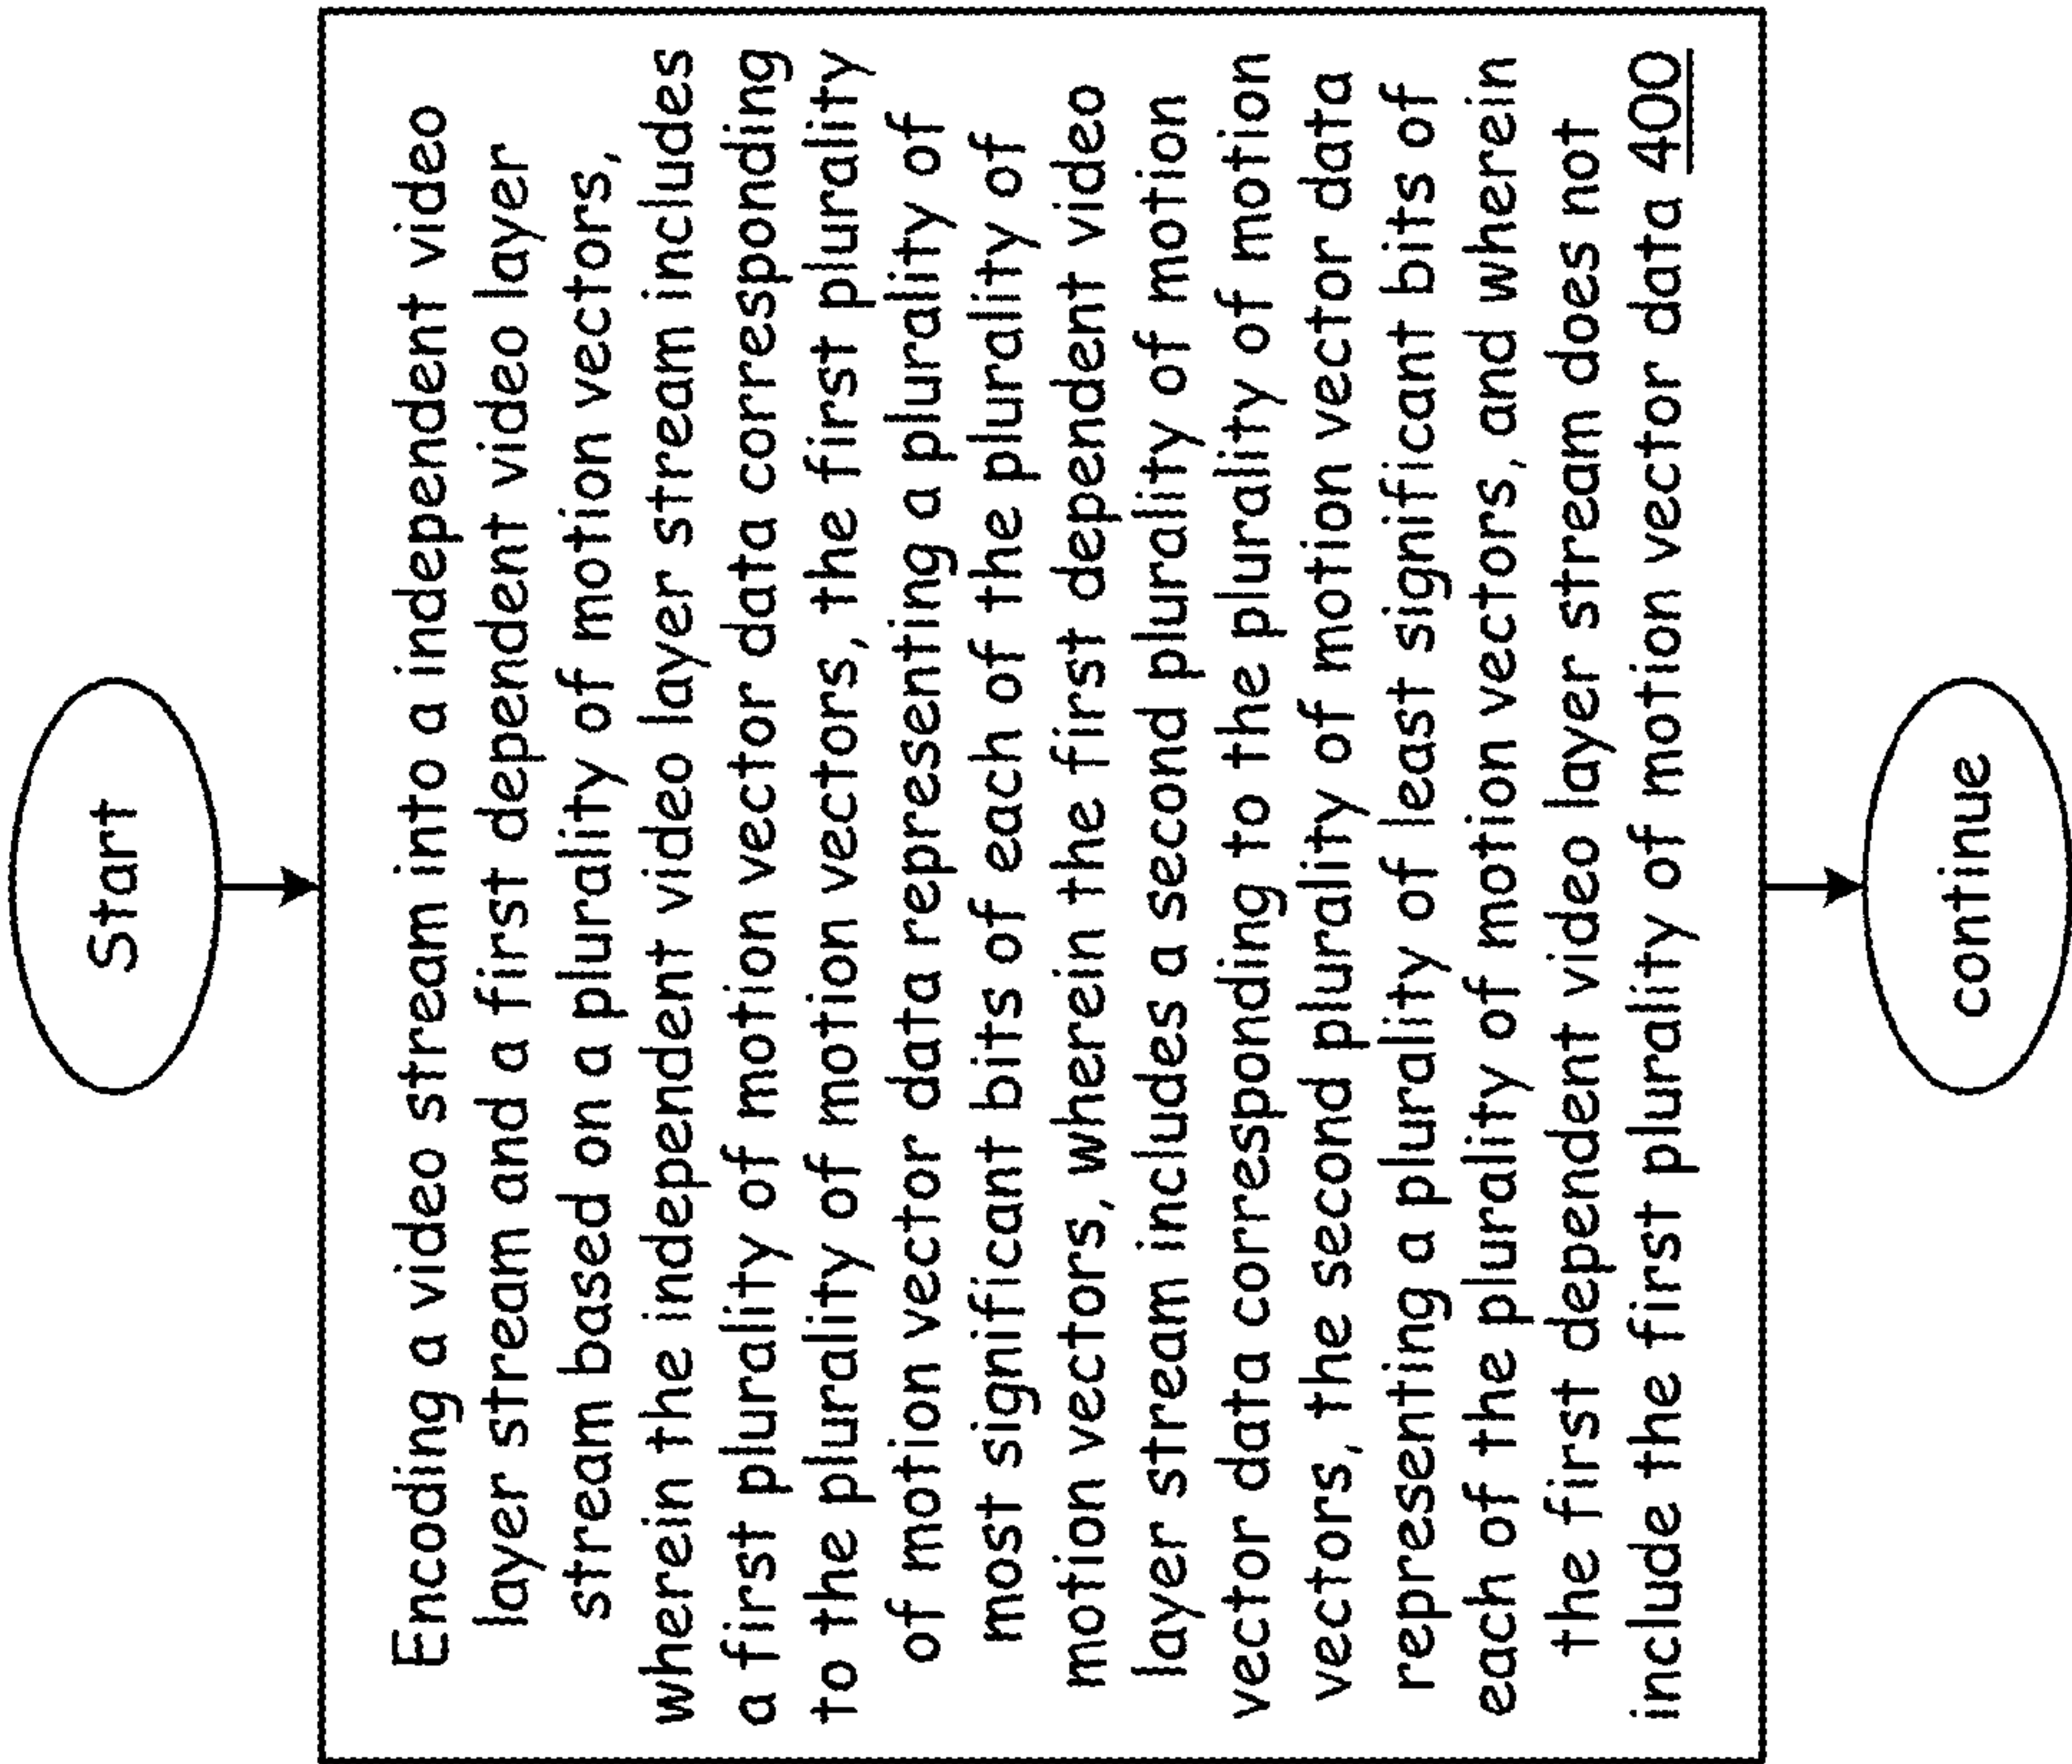 Start
Encoding a video stream into a independent video
layer stream and a first dependent video layer
stream based on a plurality of motion vectors,
wherein the independent video layer stream includes
a first plurality of motion vector data corresponding
to the plurality of motion vectors, the first plurality
of motion vector data representing a plurality of
most significant bits of each of the plurality of
motion vectors, wherein the first dependent video
layer stream includes a second plurality of motion
vector data corresponding to the plurality of motion
vectors, the second plurality of motion vector data
representing a plurality of least significant bits of
each of the plurality of motion vectors, and wherein
the first dependent video layer stream does not
include the first plurality of motion vector data 400
continue